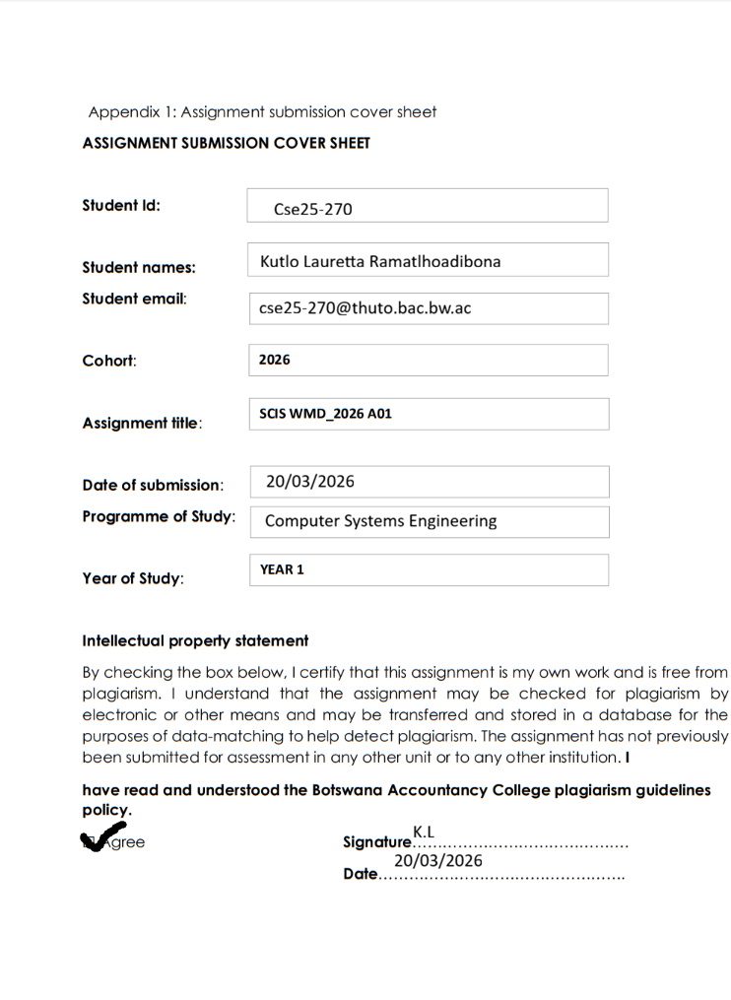 Appendix 1: Assignment submission cover sheet
ASSIGNMENT SUBMISSION COVER SHEET
Student Id: Cse25-270
Student names: Kutlo Lauretta Ramatlhoadibona
Student email: cse25-270@thuto.bac.bw.ac
Cohort: 2026
Assignment title: SCIS WMD_2026 A01
Date of submission: 20/03/2026
Programme of Study: Computer Systems Engineering
Year of Study: YEAR 1
Intellectual property statement
By checking the box below, I certify that this assignment is my own work and is free from
plagiarism. I understand that the assignment may be checked for plagiarism by
electronic or other means and may be transferred and stored in a database for the
purposes of data-matching to help detect plagiarism. The assignment has not previously
been submitted for assessment in any other unit or to any other institution. I
have read and understood the Botswana Accountancy College plagiarism guidelines
policy.
Agree Signature K.L
Date 20/03/2026